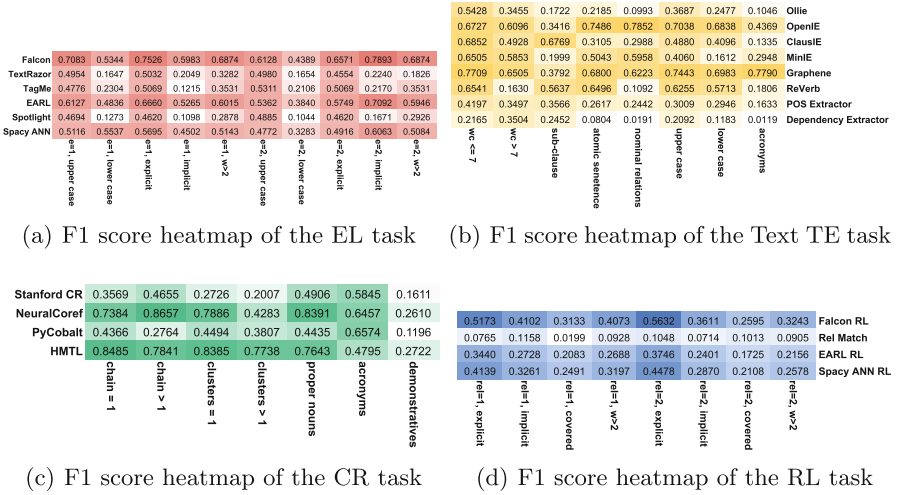 Falcon 0.7083 0.5344 0.7526 0.5983 0.6874 0.6128 0.4389 0.6571 0.7893 0.6874
TextRazor 0.4954 0.1647 0.5032 0.2049 0.3282 0.4980 0.1654 0.4554 0.2240 0.1826
TagMe 0.4776 0.2304 0.5069 0.1215 0.3531 0.5311 0.2106 0.5069 0.2170 0.3531
EARL 0.6127 0.4836 0.6660 0.5265 0.6015 0.5362 0.3840 0.5749 0.7092 0.5946
Spotlight 0.4694 0.1273 0.4620 0.1098 0.2878 0.4885 0.1044 0.4620 0.1671 0.2926
Spacy ANN 0.5116 0.5537 0.5695 0.4502 0.5143 0.4772 0.3283 0.4916 0.6063 0.5084
e=1, upper case
e=1, lower case
e=1, explicit
e=1, implicit
e=1, w>2
e=2, upper case
e=2, lower case
e=2, explicit
e=2, implicit
e=2, w>2
(a) F1 score heatmap of the EL task
0.5428 0.3455 0.1722 0.2185 0.0993 0.3687 0.2477 0.1046 Ollie
0.6727 0.6096 0.3416 0.7486 0.7852 0.7038 0.6838 0.4369 OpenIE
0.6852 0.4928 0.6769 0.3105 0.2988 0.4880 0.4096 0.1335 ClausIE
0.6505 0.5853 0.1999 0.5043 0.5958 0.4060 0.1612 0.2948 MinIE
0.7709 0.6505 0.3792 0.6800 0.6223 0.7443 0.6983 0.7790 Graphene
0.6541 0.1630 0.5637 0.6496 0.1092 0.6255 0.5713 0.1806 ReVerb
0.4197 0.3497 0.3566 0.2617 0.2442 0.3009 0.2946 0.1633 POS Extractor
0.2165 0.3504 0.2452 0.0804 0.0191 0.2092 0.1183 0.0119 Dependency Extractor
wc <= 7
wc > 7
sub-clause
atomic senetence
nominal relations
upper case
lower case
acronyms
(b) F1 score heatmap of the Text TE task
Stanford CR 0.3569 0.4655 0.2726 0.2007 0.4906 0.5845 0.1611
NeuralCoref 0.7384 0.8657 0.7886 0.4283 0.8391 0.6457 0.2610
PyCobalt 0.4366 0.2764 0.4494 0.3807 0.4435 0.6574 0.1196
HMTL 0.8485 0.7841 0.8385 0.7738 0.7643 0.4795 0.2722
chain = 1
chain > 1
clusters = 1
clusters > 1
proper nouns
acronyms
demonstratives
(c) F1 score heatmap of the CR task
0.5173 0.4102 0.3133 0.4073 0.5632 0.3611 0.2595 0.3243 Falcon RL
0.0765 0.1158 0.0199 0.0928 0.1048 0.0714 0.1013 0.0905 Rel Match
0.3440 0.2728 0.2083 0.2688 0.3746 0.2401 0.1725 0.2156 EARL RL
0.4139 0.3261 0.2491 0.3197 0.4478 0.2870 0.2108 0.2578 Spacy ANN RL
rel=1, explicit
rel=1, implicit
rel=1, covered
rel=1, w>2
rel=2, explicit
rel=2, implicit
rel=2, covered
rel=2, w>2
(d) F1 score heatmap of the RL task